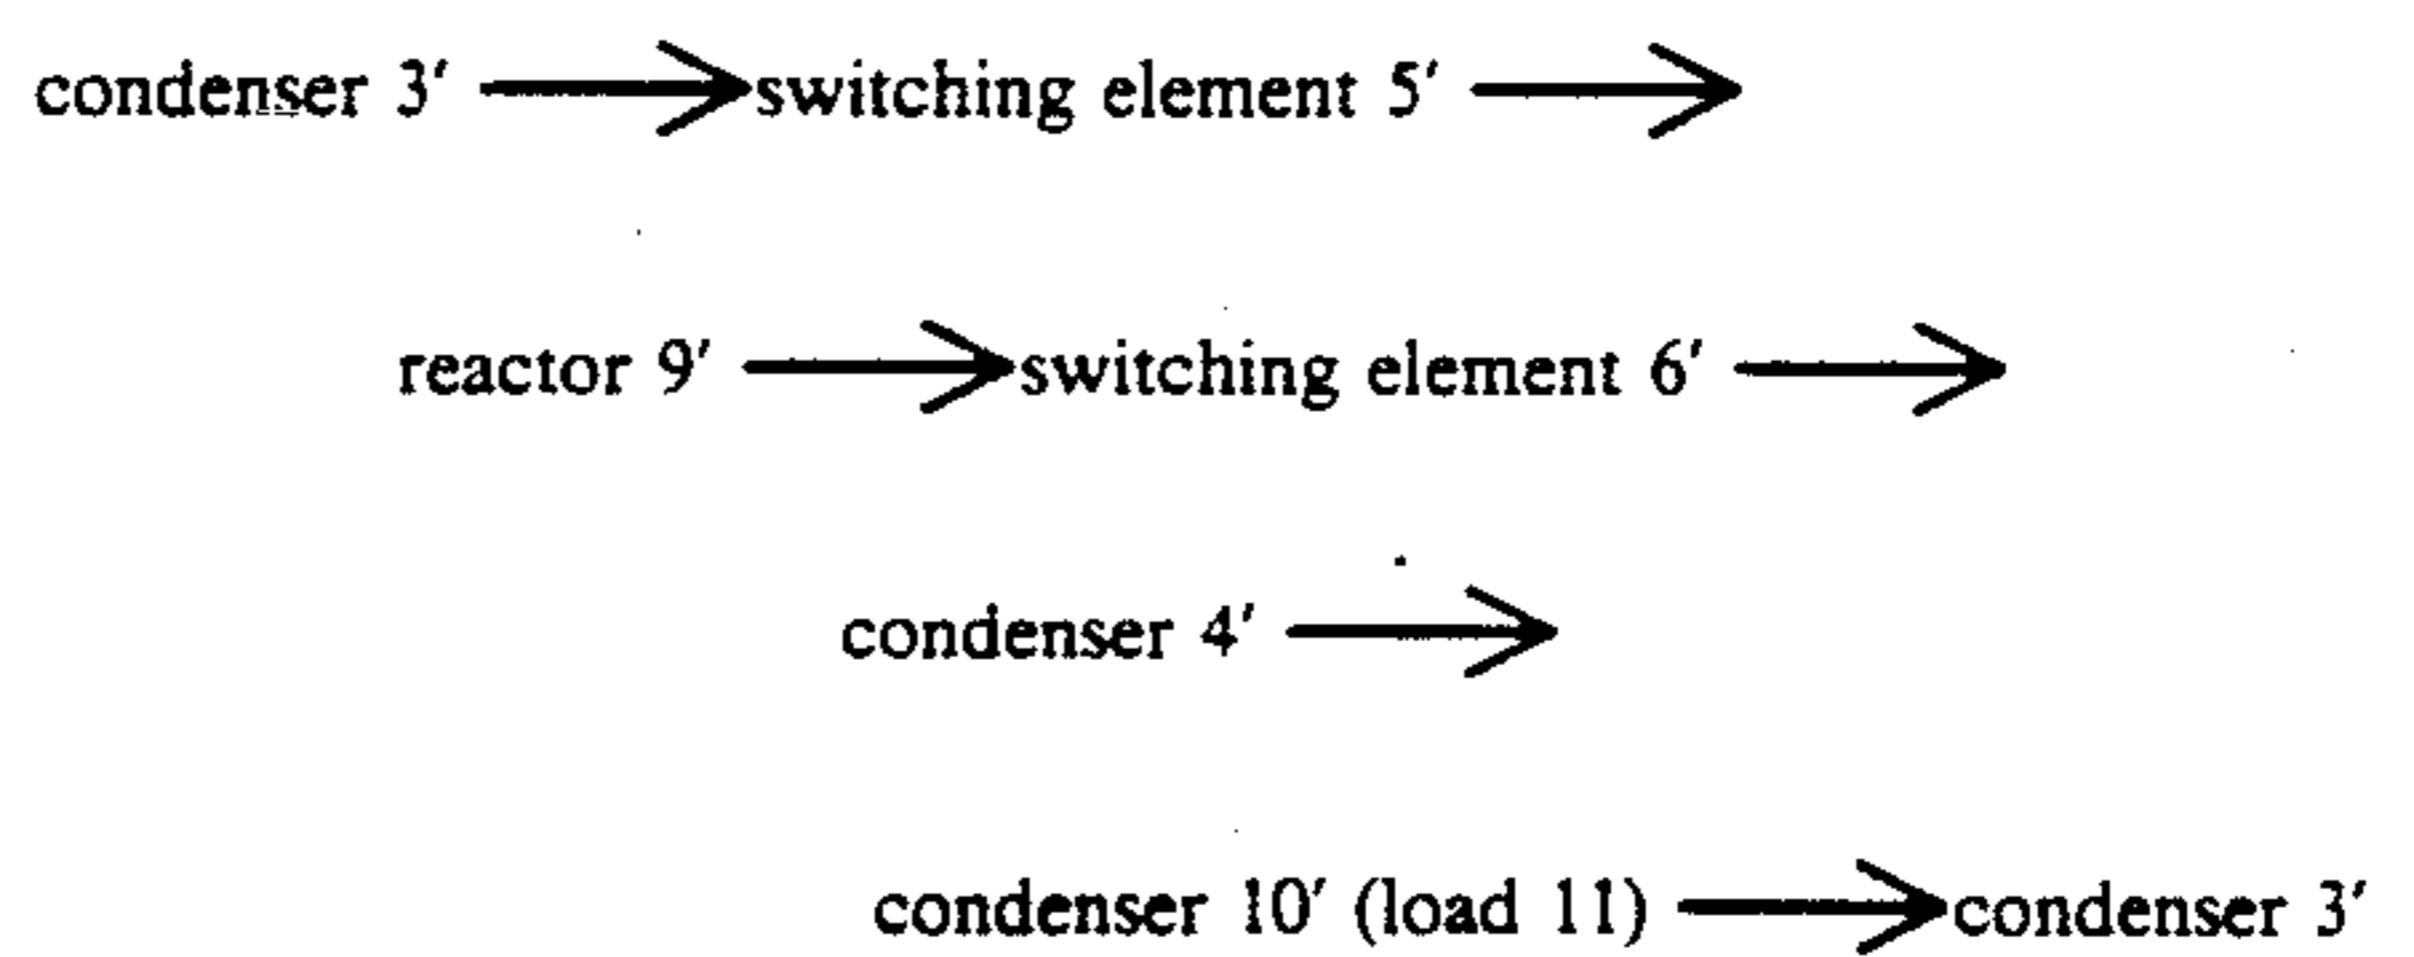 condenser 3′ → switching element 5′ →
reactor 9′ → switching element 6′ →
condenser 4′ →
condenser 10′ (load 11) → condenser 3′